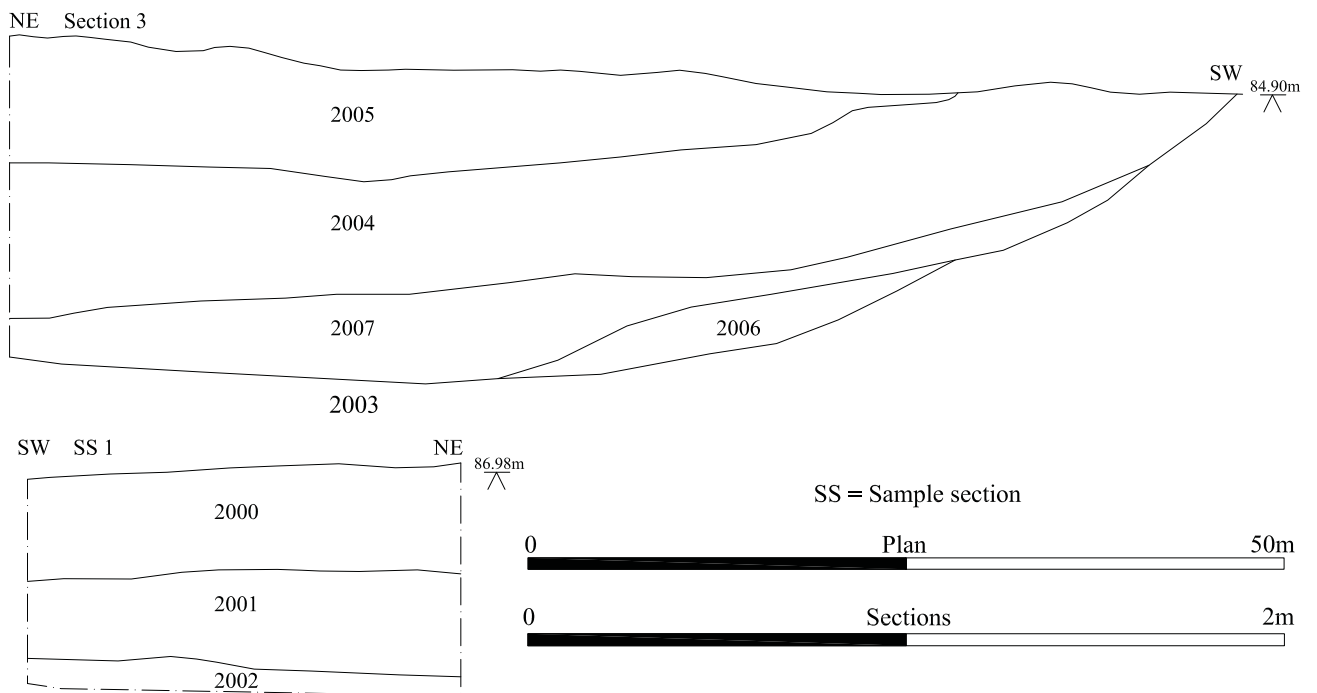 NE Section 3
SW
84.90m
2005
2004
2007
2006
2003
SW SS 1 NE
86.98m
2000
2001
2002
SS = Sample section
0 Plan 50m
0 Sections 2m